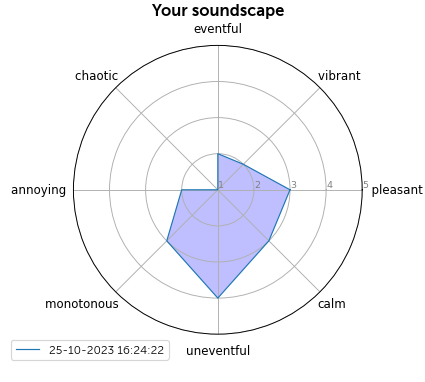 Your soundscape
eventful
chaotic
vibrant
annoying
1 2 3 4 5
pleasant
monotonous
calm
uneventful
25-10-2023 16:24:22